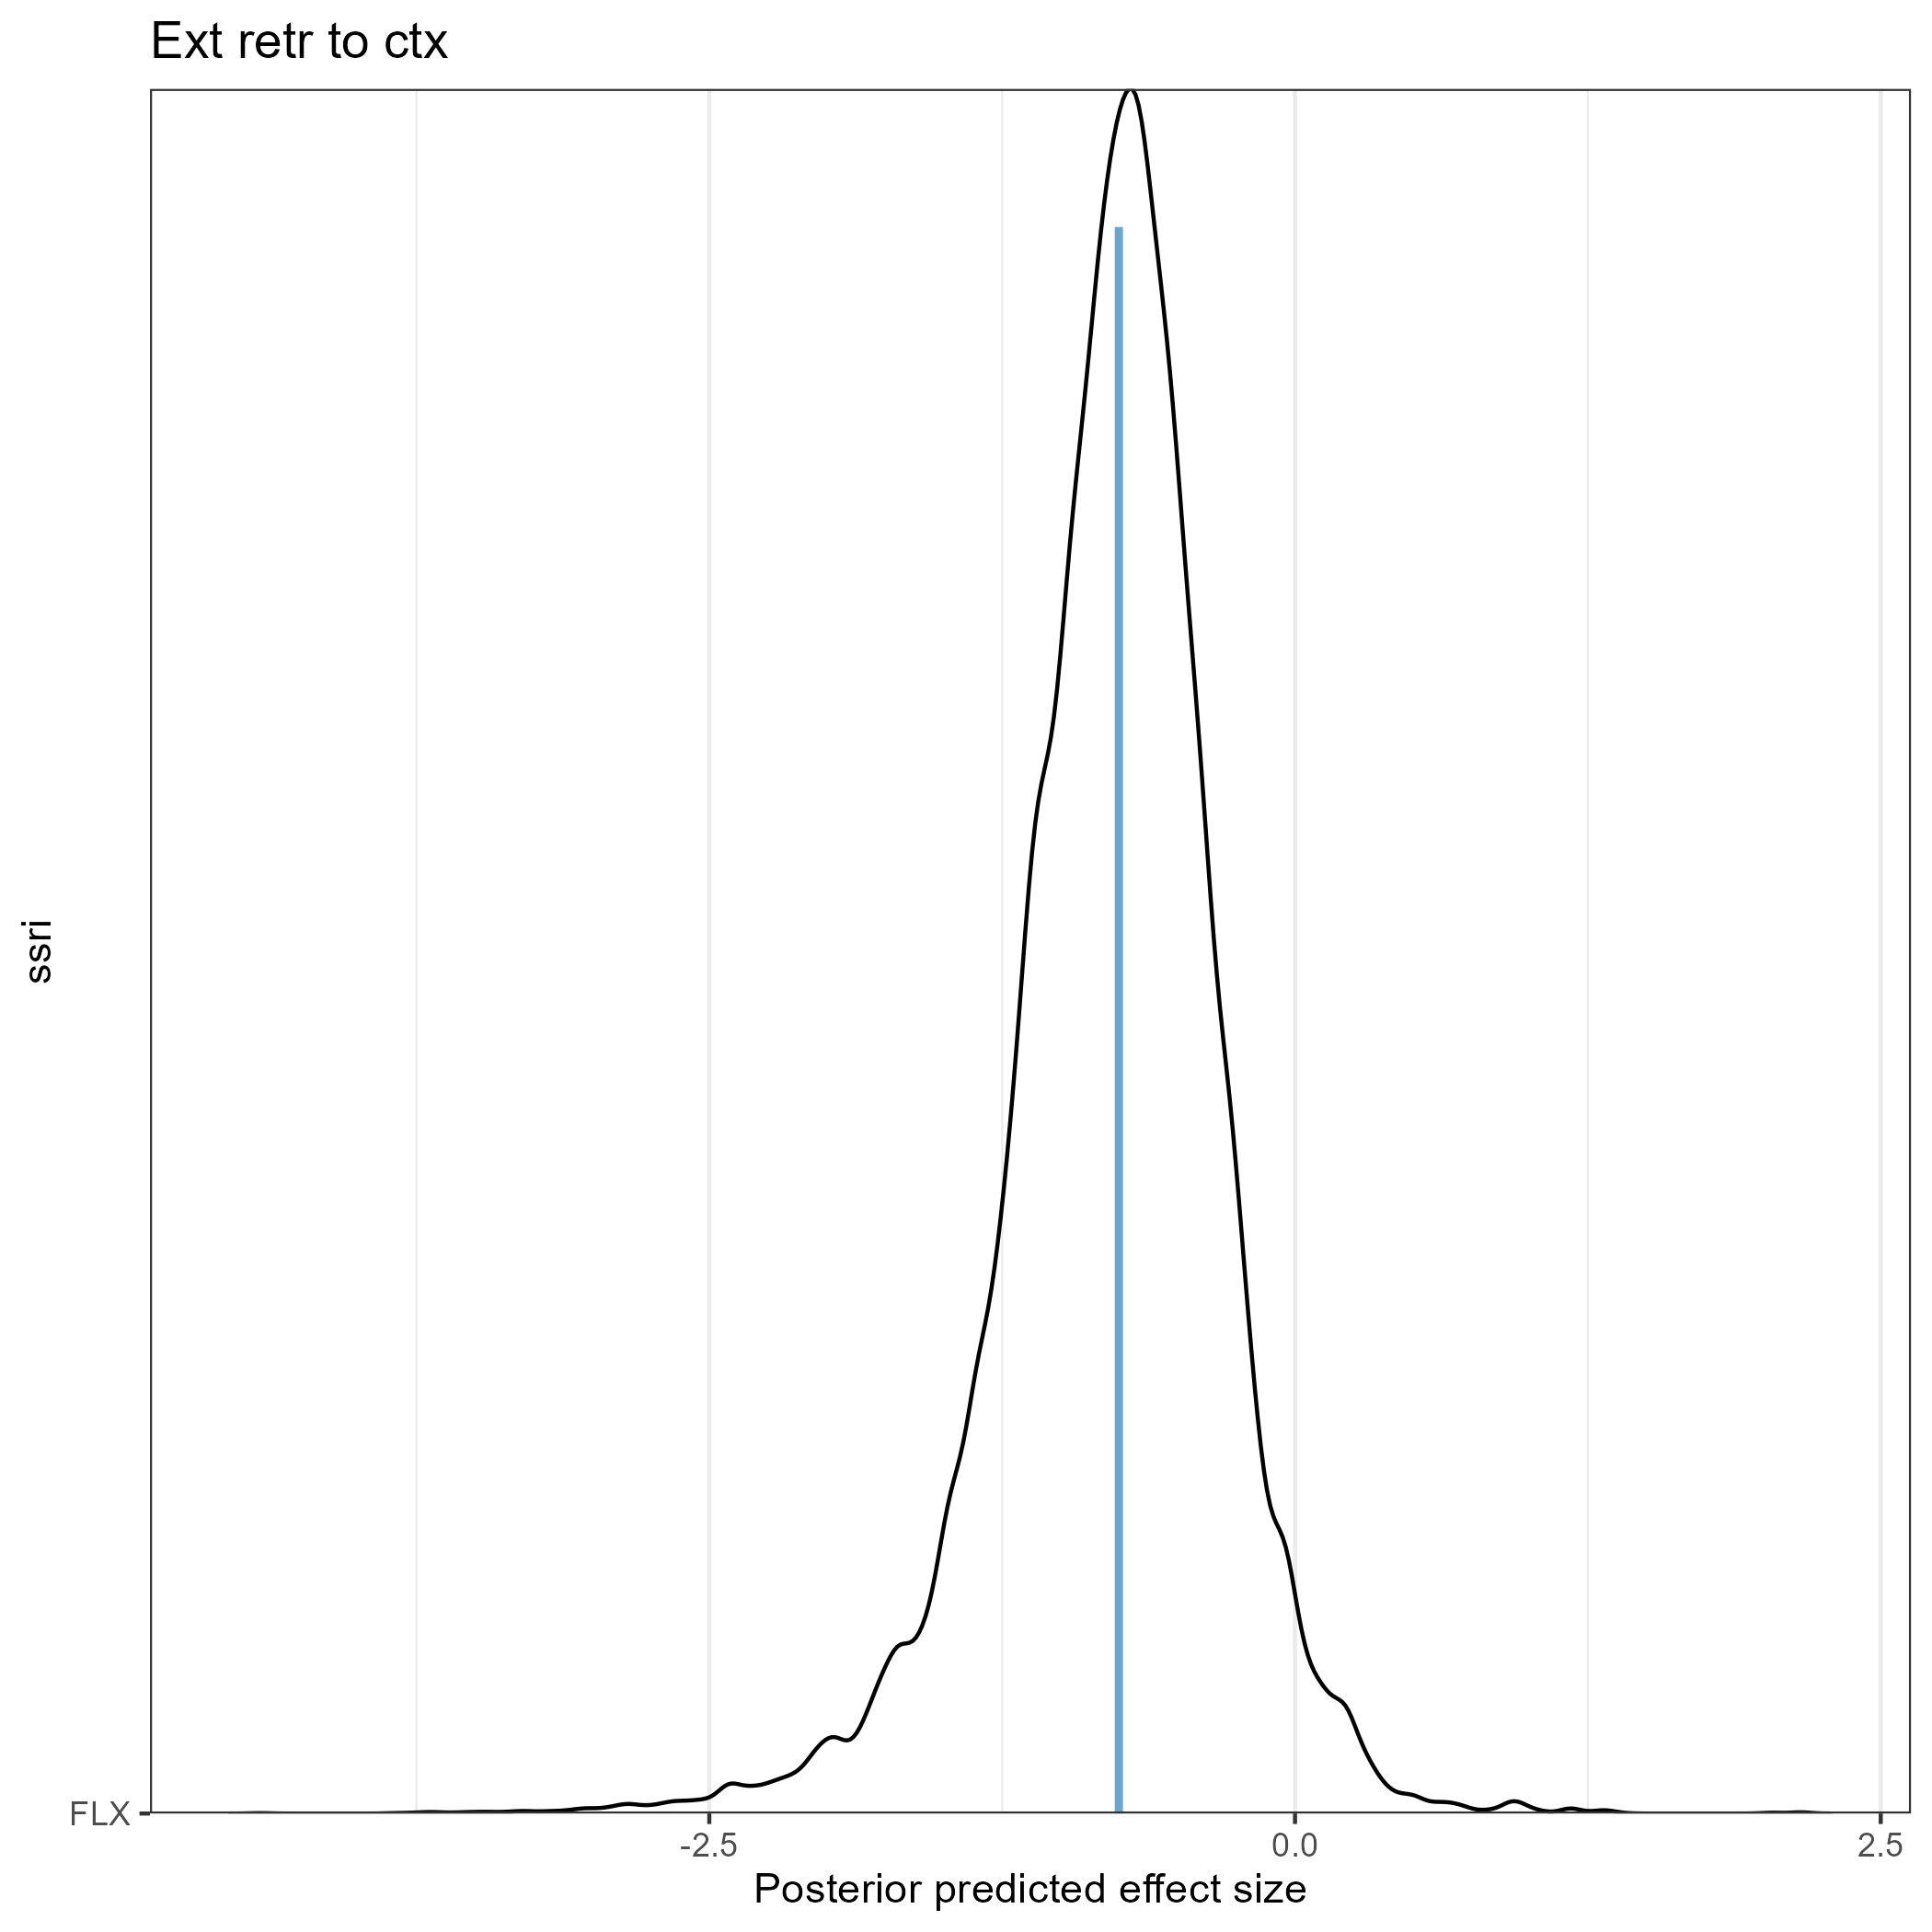 Ext retr to ctx
ssri
FLX
-2.5
0.0
2.5
Posterior predicted effect size